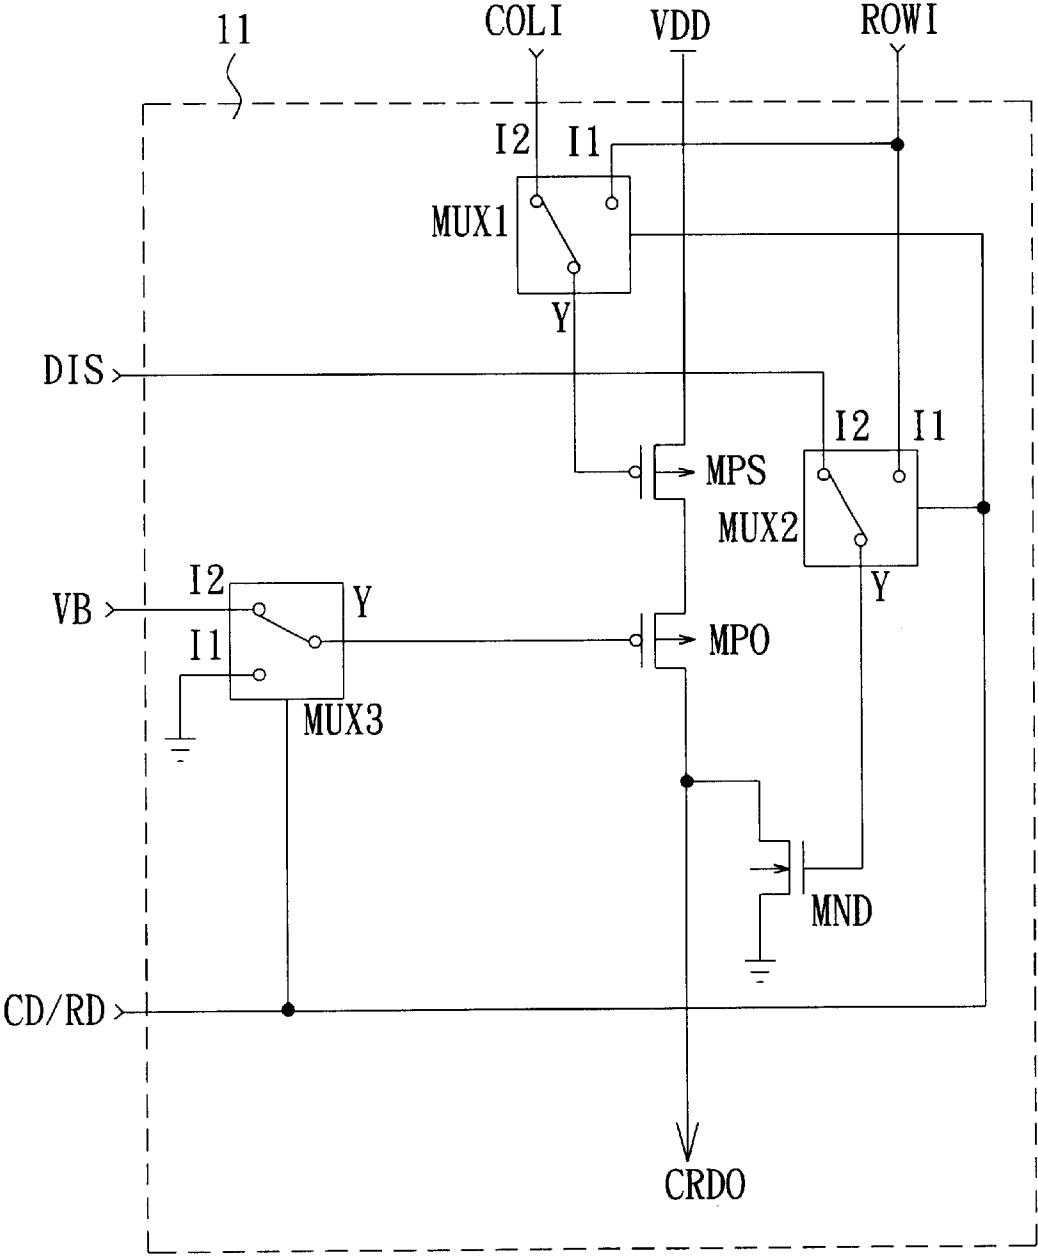 11
COLI
VDD
ROWI
I2
I1
MUX1
Y
DIS
I2
I1
MPS
MUX2
Y
I2
VB
Y
I1
MPO
MUX3
MND
CD/RD
CRDO